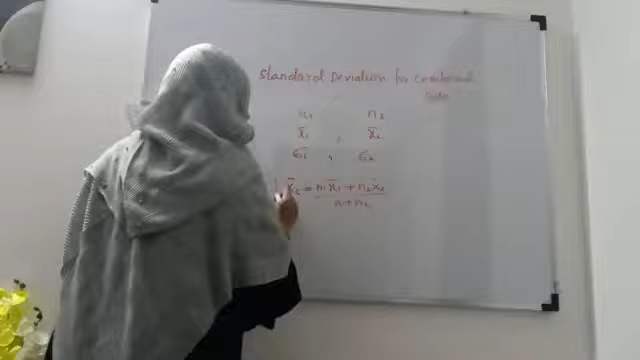 Standard Deviation for Combined
n₁ n₂
x̄₁ , x̄₂
σ₁ , σ₂
x̄c = n₁x̄₁ + n₂x̄₂
n₁+n₂